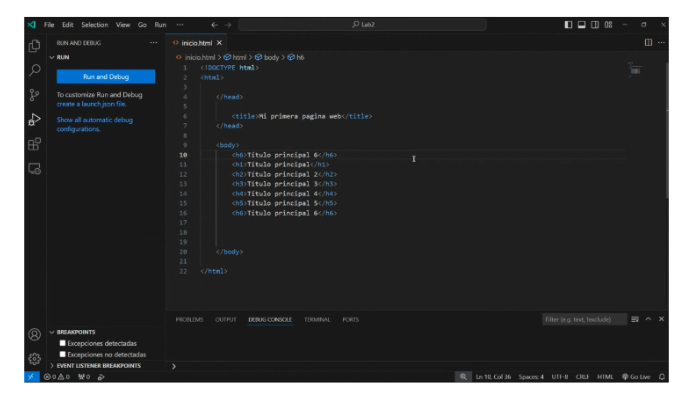 File Edit Selection View Go Run ··· ← → Lab2
RUN AND DEBUG ···
RUN
Run and Debug
To customize Run and Debug
create a launch.json file.
Show all automatic debug
configurations.
inicio.html ×
inicio.html > html > body > h6
1 <!DOCTYPE html>
2 <html>
3
4 </head>
5
6 <title>Mi primera pagina web</title>
7 </head>
8
9 <body>
10 <h6>Titulo principal 6</h6>
11 <h1>Titulo principal</h1>
12 <h2>Titulo principal 2</h2>
13 <h3>Titulo principal 3</h3>
14 <h4>Titulo principal 4</h4>
15 <h5>Titulo principal 5</h5>
16 <h6>Titulo principal 6</h6>
17
18
19
20 </body>
21
22 </html>
PROBLEMS OUTPUT DEBUG CONSOLE TERMINAL PORTS Filter (e.g. text, !exclude)
BREAKPOINTS
Excepciones detectadas
Excepciones no detectadas
EVENT LISTENER BREAKPOINTS
0 0 0 Ln 10, Col 36 Spaces: 4 UTF-8 CRLF HTML Go Live